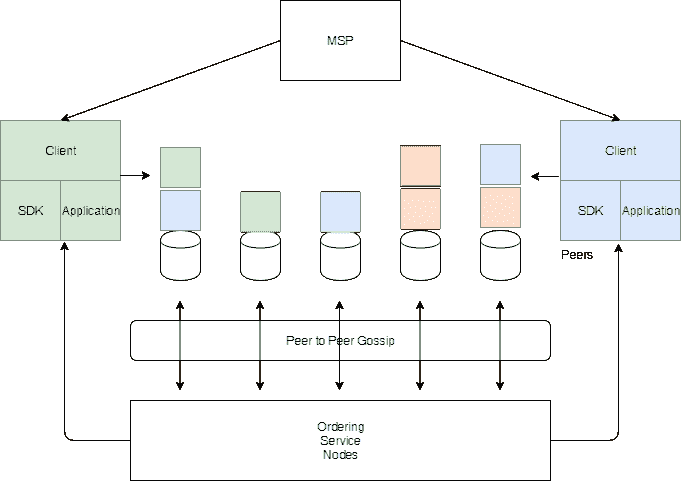 MSP
Client
SDK
Application
Client
SDK
Application
Peers
Peer to Peer Gossip
Ordering
Service
Nodes